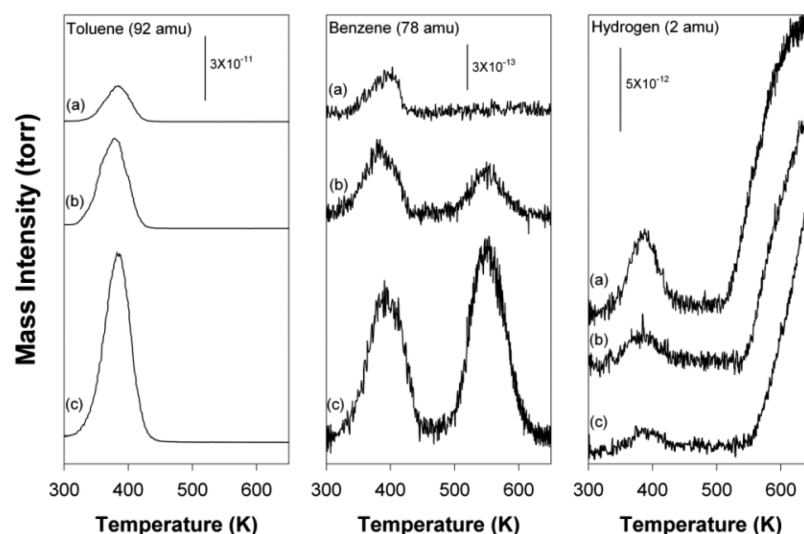 Toluene (92 amu)
3X10⁻¹¹
(a)
(b)
(c)
Benzene (78 amu)
3X10⁻¹³
(a)
(b)
(c)
Hydrogen (2 amu)
5X10⁻¹²
(a)
(b)
(c)
Mass Intensity (torr)
300 400 500 600
300 400 500 600
300 400 500 600
Temperature (K)
Temperature (K)
Temperature (K)